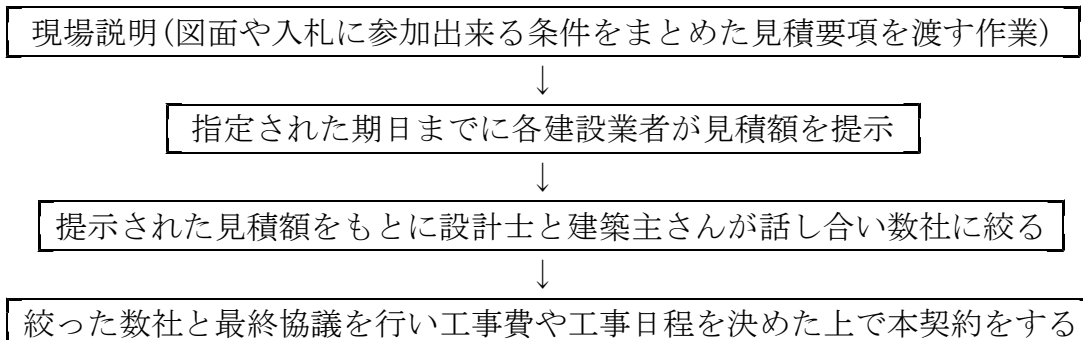 現場説明(図面や入札に参加出来る条件をまとめた見積要項を渡す作業)
↓
指定された期日までに各建設業者が見積額を提示
↓
提示された見積額をもとに設計士と建築主さんが話し合い数社に絞る
↓
絞った数社と最終協議を行い工事費や工事日程を決めた上で本契約をする